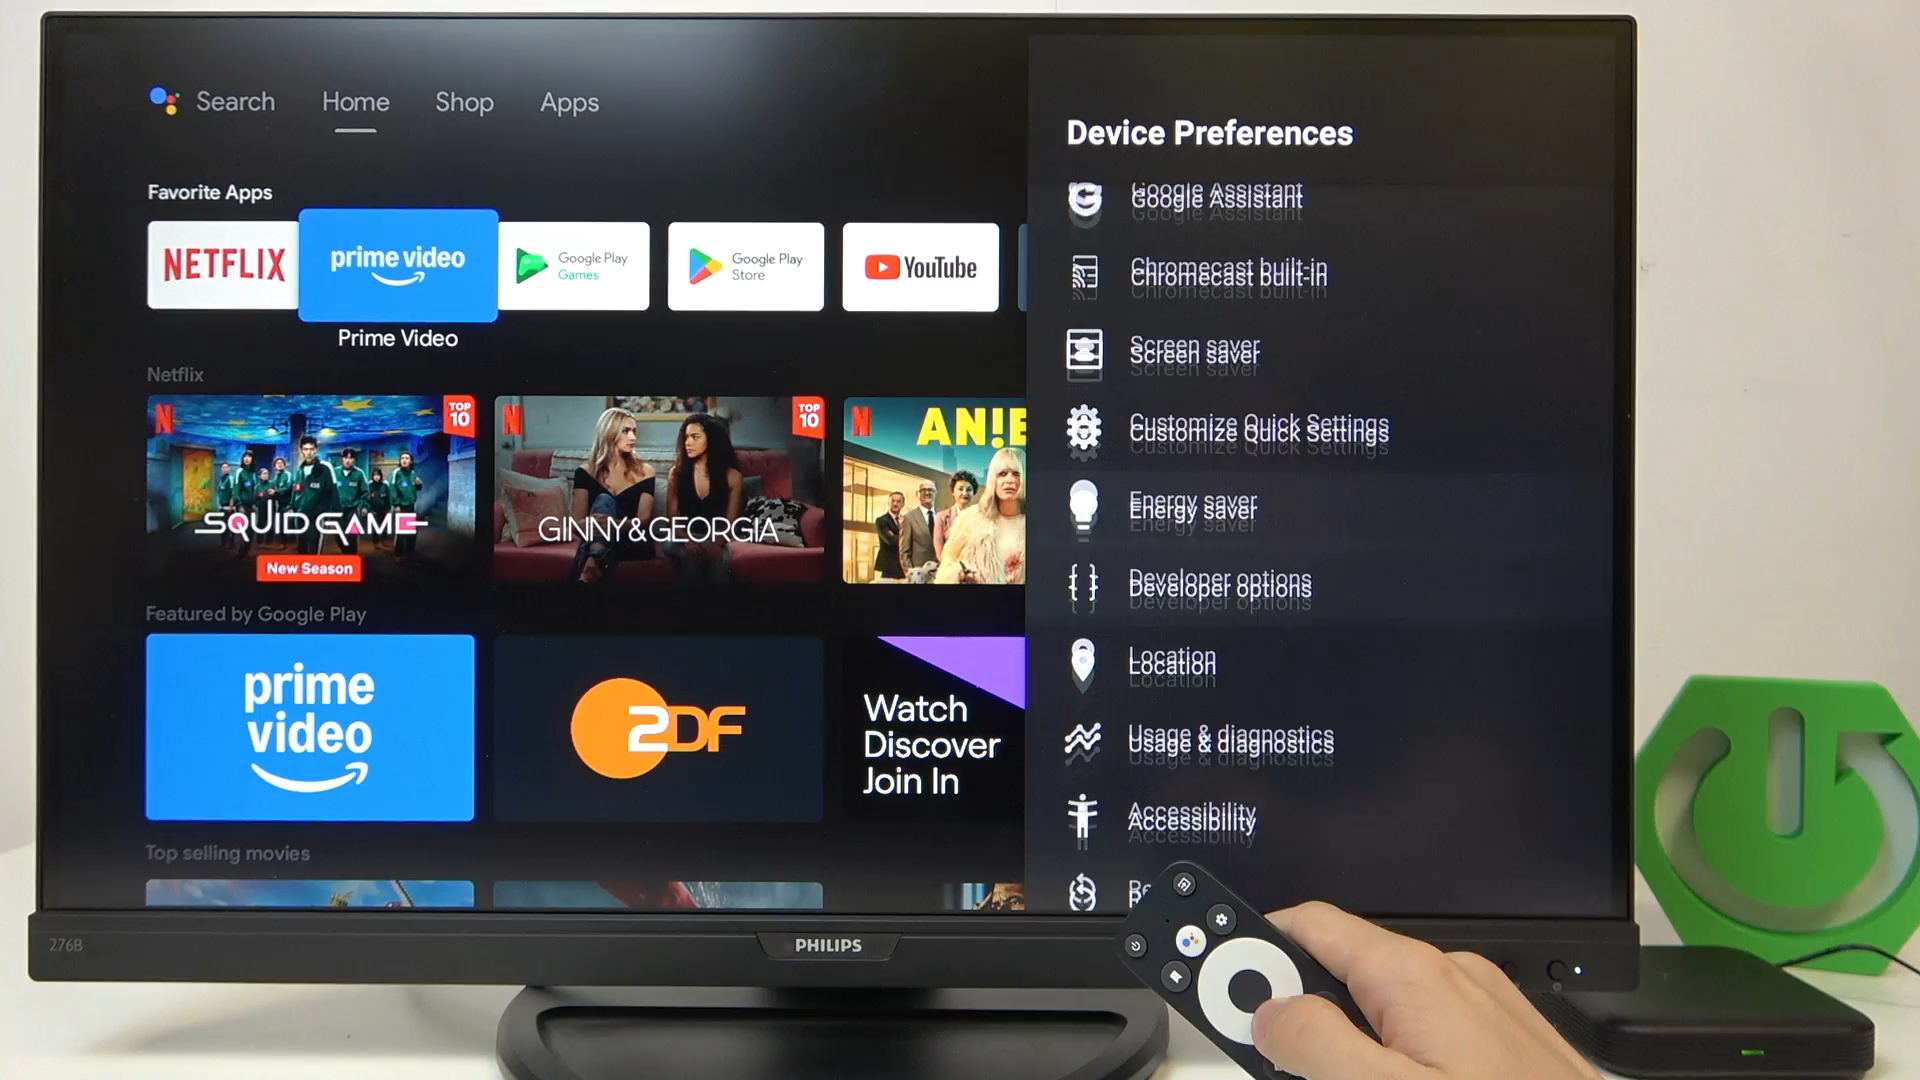 Search Home Shop Apps
Favorite Apps
NETFLIX
prime video
Google Play
Games
Google Play
Store
YouTube
Prime Video
Netflix
N
TOP
10
SQUID GAME
New Season
N
TOP
10
GINNY&GEORGIA
N
Featured by Google Play
prime
video
2DF
Watch
Discover
Join In
Top selling movies
Device Preferences
Google Assistant
Chromecast built-in
Screen saver
Customize Quick Settings
Energy saver
Developer options
Location
Usage & diagnostics
Accessibility
276B
PHILIPS